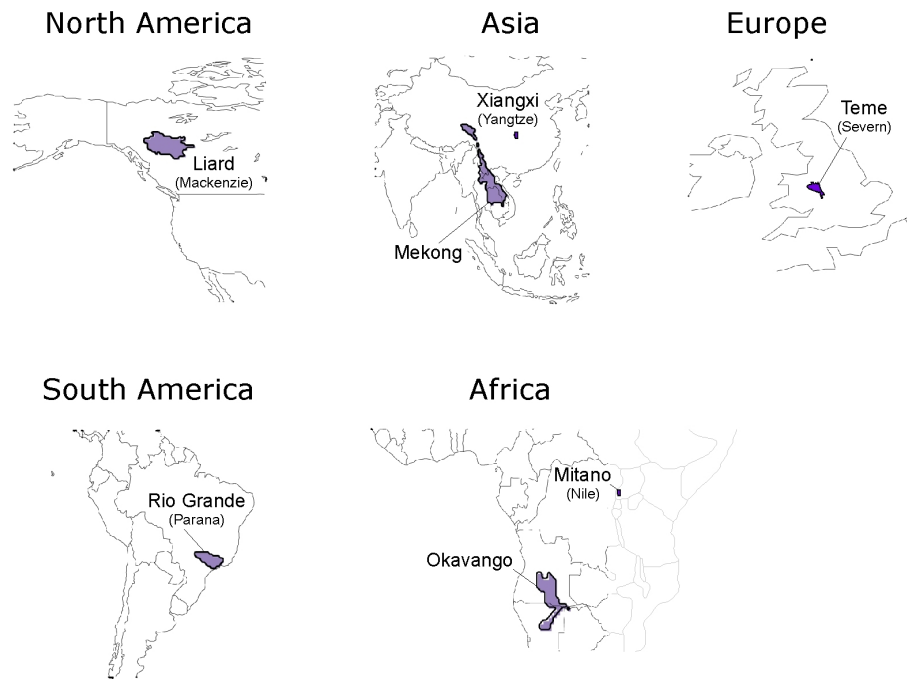 North America
Asia
Europe
Xiangxi
(Yangtze)
Teme
(Severn)
Liard
(Mackenzie)
Mekong
South America
Africa
Mitano
(Nile)
Rio Grande
(Parana)
Okavango